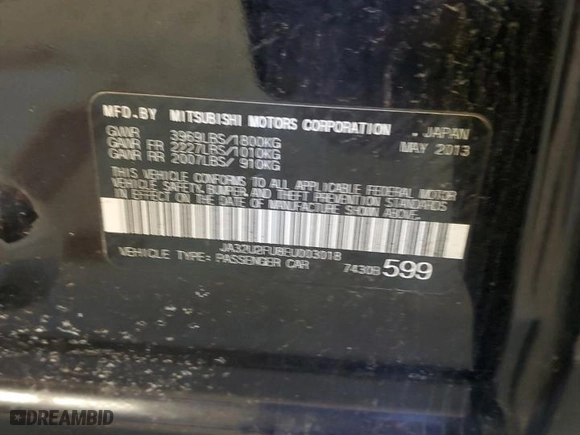 MFD.BY MITSUBISHI MOTORS CORPORATION . JAPAN
GAWR 3969LBS/1800KG MAY 2013
GAWR FR 2227LBS/1010KG
GAWR RR 2007LBS/ 910KG
THIS VEHICLE CONFORMS TO ALL APPLICABLE FEDERAL MOTOR
VEHICLE SAFETY, BUMPER, AND THEFT PREVENTION STANDARDS
IN EFFECT ON THE DATE OF MANUFACTURE SHOWN ABOVE.
JA32U2FU8EU003018
VEHICLE TYPE: PASSENGER CAR 7430B 599
DREAMBID